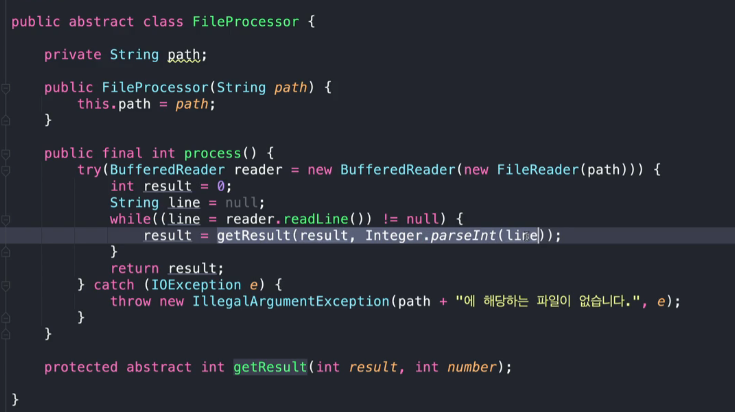 public abstract class FileProcessor {
private String path;
public FileProcessor(String path) {
this.path = path;
}
public final int process() {
try(BufferedReader reader = new BufferedReader(new FileReader(path))) {
int result = 0;
String line = null;
while((line = reader.readLine()) != null) {
result = getResult(result, Integer.parseInt(line));
}
return result;
} catch (IOException e) {
throw new IllegalArgumentException(path + "에 해당하는 파일이 없습니다.", e);
}
}
protected abstract int getResult(int result, int number);
}